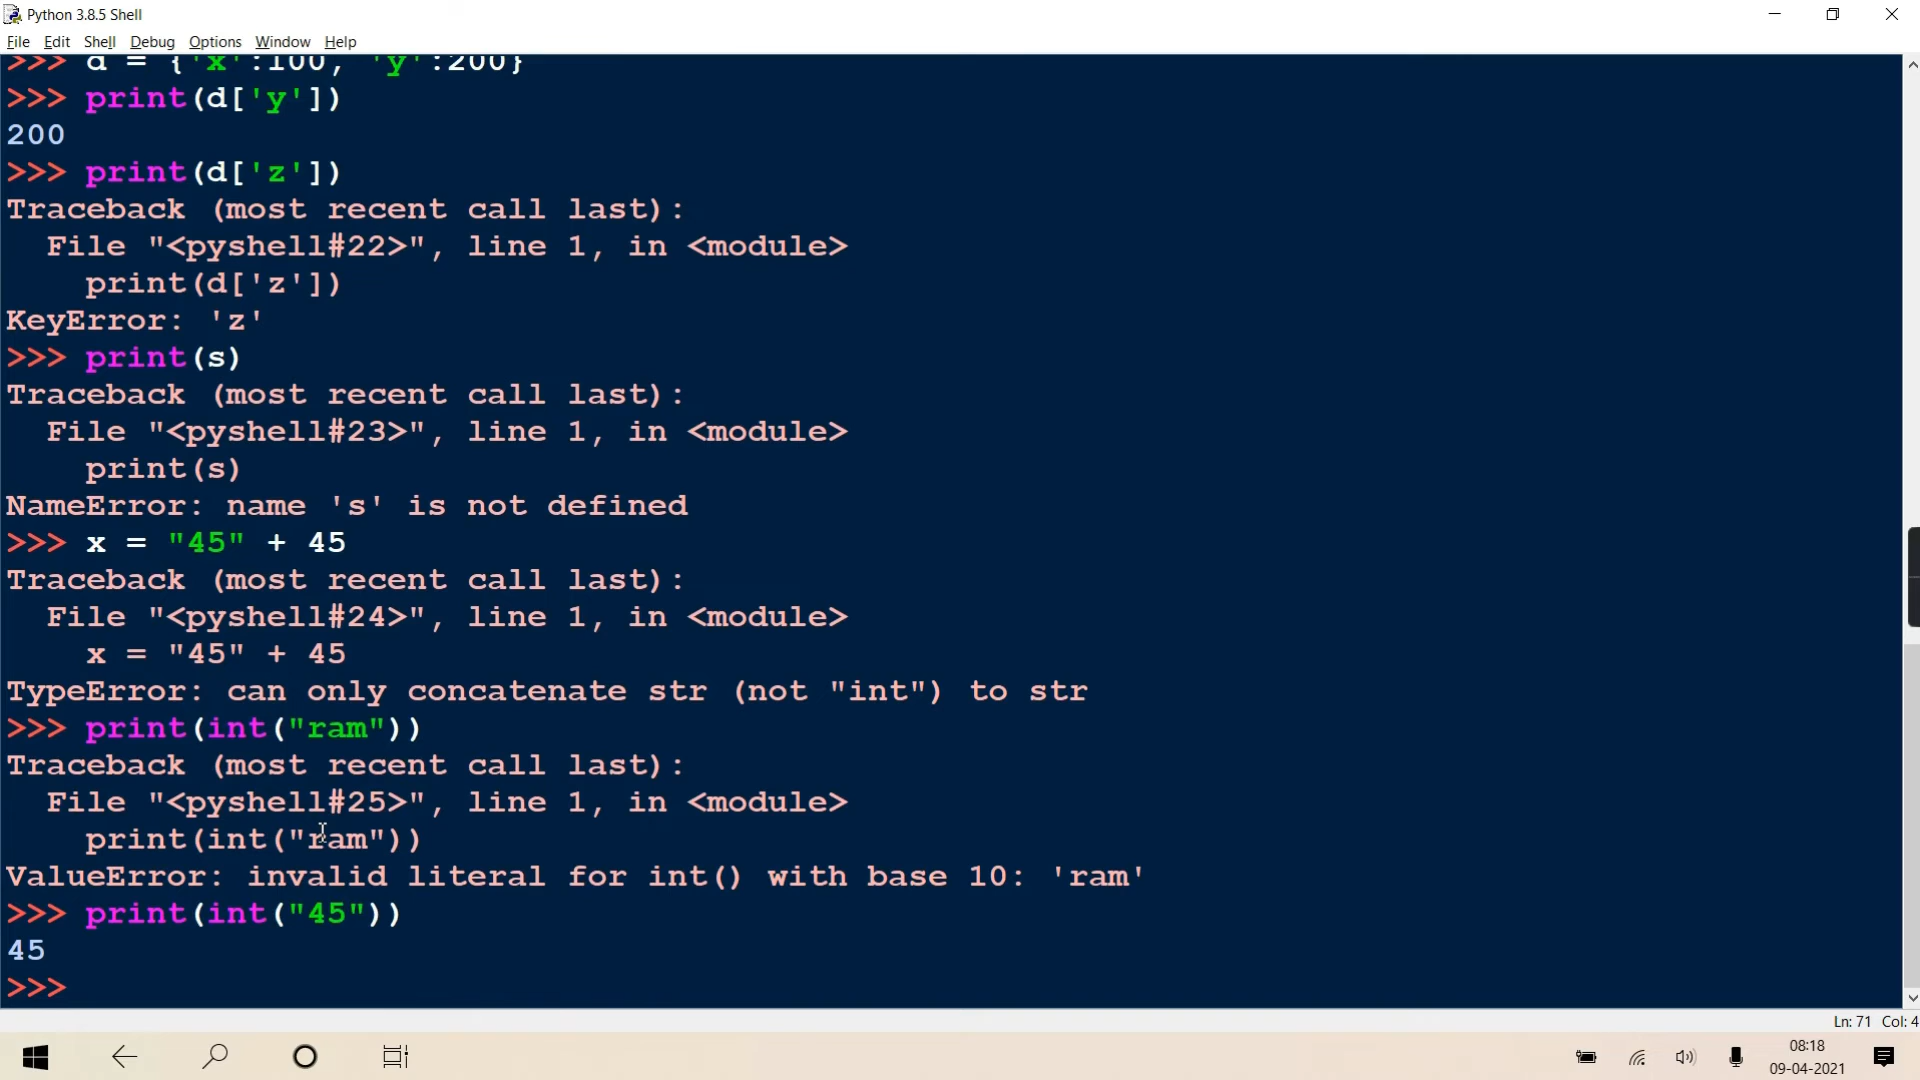 Python 3.8.5 Shell
File Edit Shell Debug Options Window Help
>>> d = {'x':100, 'y':200}
>>> print(d['y'])
200
>>> print(d['z'])
Traceback (most recent call last):
  File "<pyshell#22>", line 1, in <module>
    print(d['z'])
KeyError: 'z'
>>> print(s)
Traceback (most recent call last):
  File "<pyshell#23>", line 1, in <module>
    print(s)
NameError: name 's' is not defined
>>> x = "45" + 45
Traceback (most recent call last):
  File "<pyshell#24>", line 1, in <module>
    x = "45" + 45
TypeError: can only concatenate str (not "int") to str
>>> print(int("ram"))
Traceback (most recent call last):
  File "<pyshell#25>", line 1, in <module>
    print(int("ram"))
ValueError: invalid literal for int() with base 10: 'ram'
>>> print(int("45"))
45
>>>
Ln: 71 Col: 4
08:18
09-04-2021